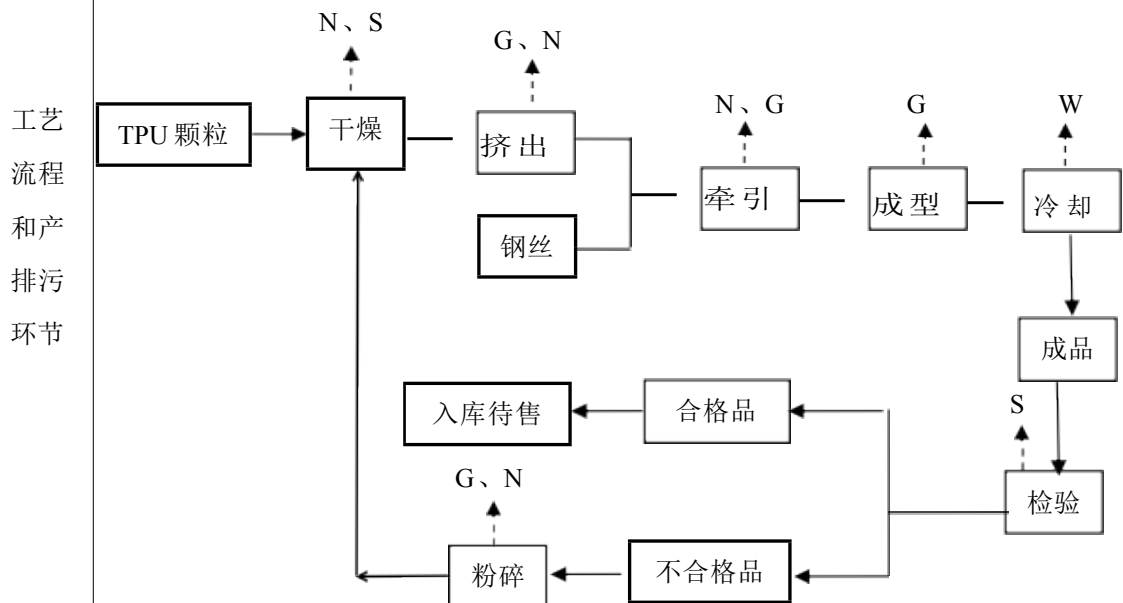 工艺
流程
和产
排污
环节
N、S
G、N
N、G
G
W
TPU 颗粒
干燥
挤出
牵引
成型
冷却
钢丝
成品
入库待售
合格品
S
检验
G、N
粉碎
不合格品